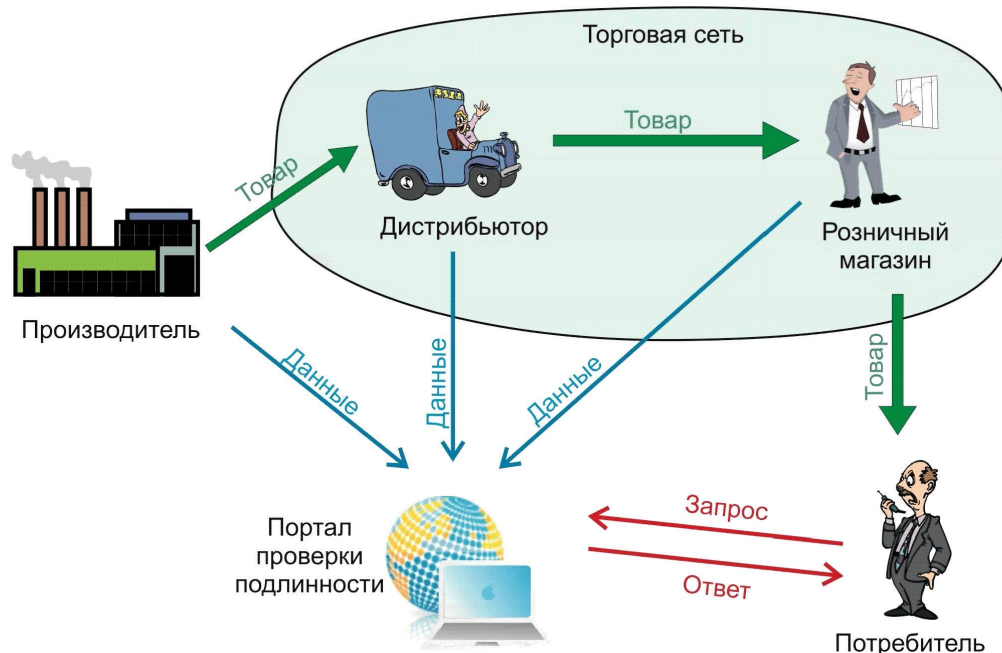 Торговая сеть
Товар
Товар
Дистрибьютор
Розничный
магазин
Производитель
Данные
Данные
Данные
Товар
Портал
проверки
подлинности
Запрос
Ответ
Потребитель